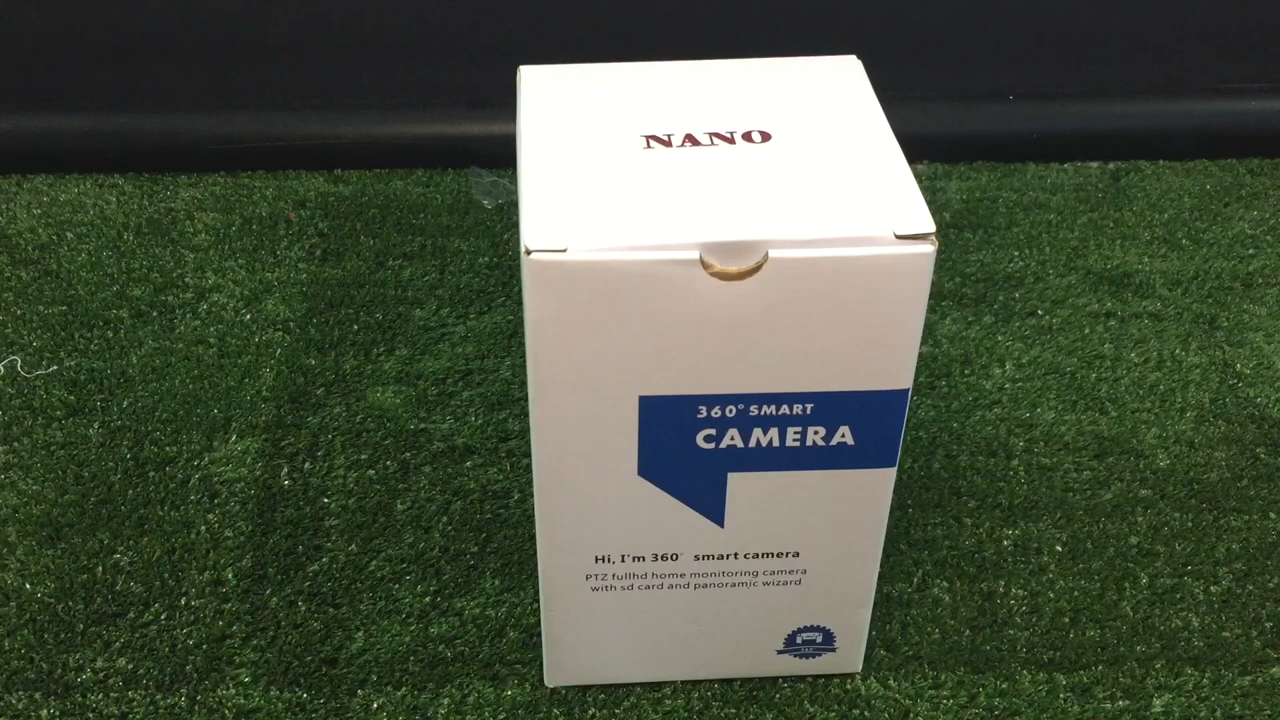 NANO
360° SMART
CAMERA
Hi, I'm 360° smart camera
PTZ fullhd home monitoring camera
with sd card and panoramic wizard